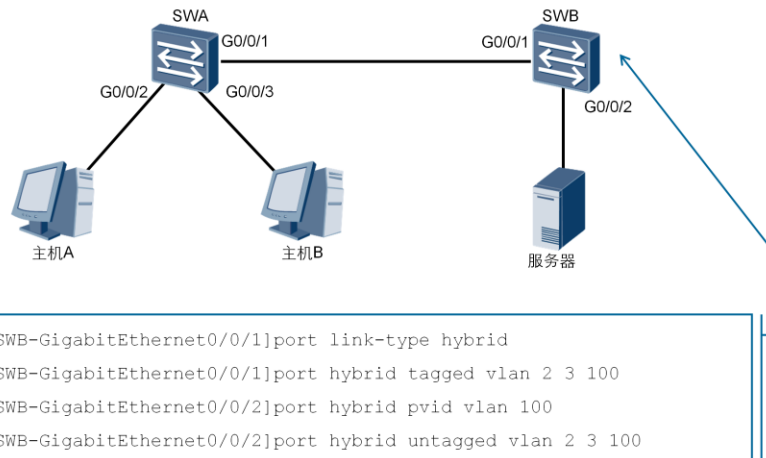 SWA
SWB
G0/0/1
G0/0/1
G0/0/2
G0/0/3
G0/0/2
主机A
主机B
服务器
SWB-GigabitEthernet0/0/1]port link-type hybrid
SWB-GigabitEthernet0/0/1]port hybrid tagged vlan 2 3 100
SWB-GigabitEthernet0/0/2]port hybrid pvid vlan 100
SWB-GigabitEthernet0/0/2]port hybrid untagged vlan 2 3 100